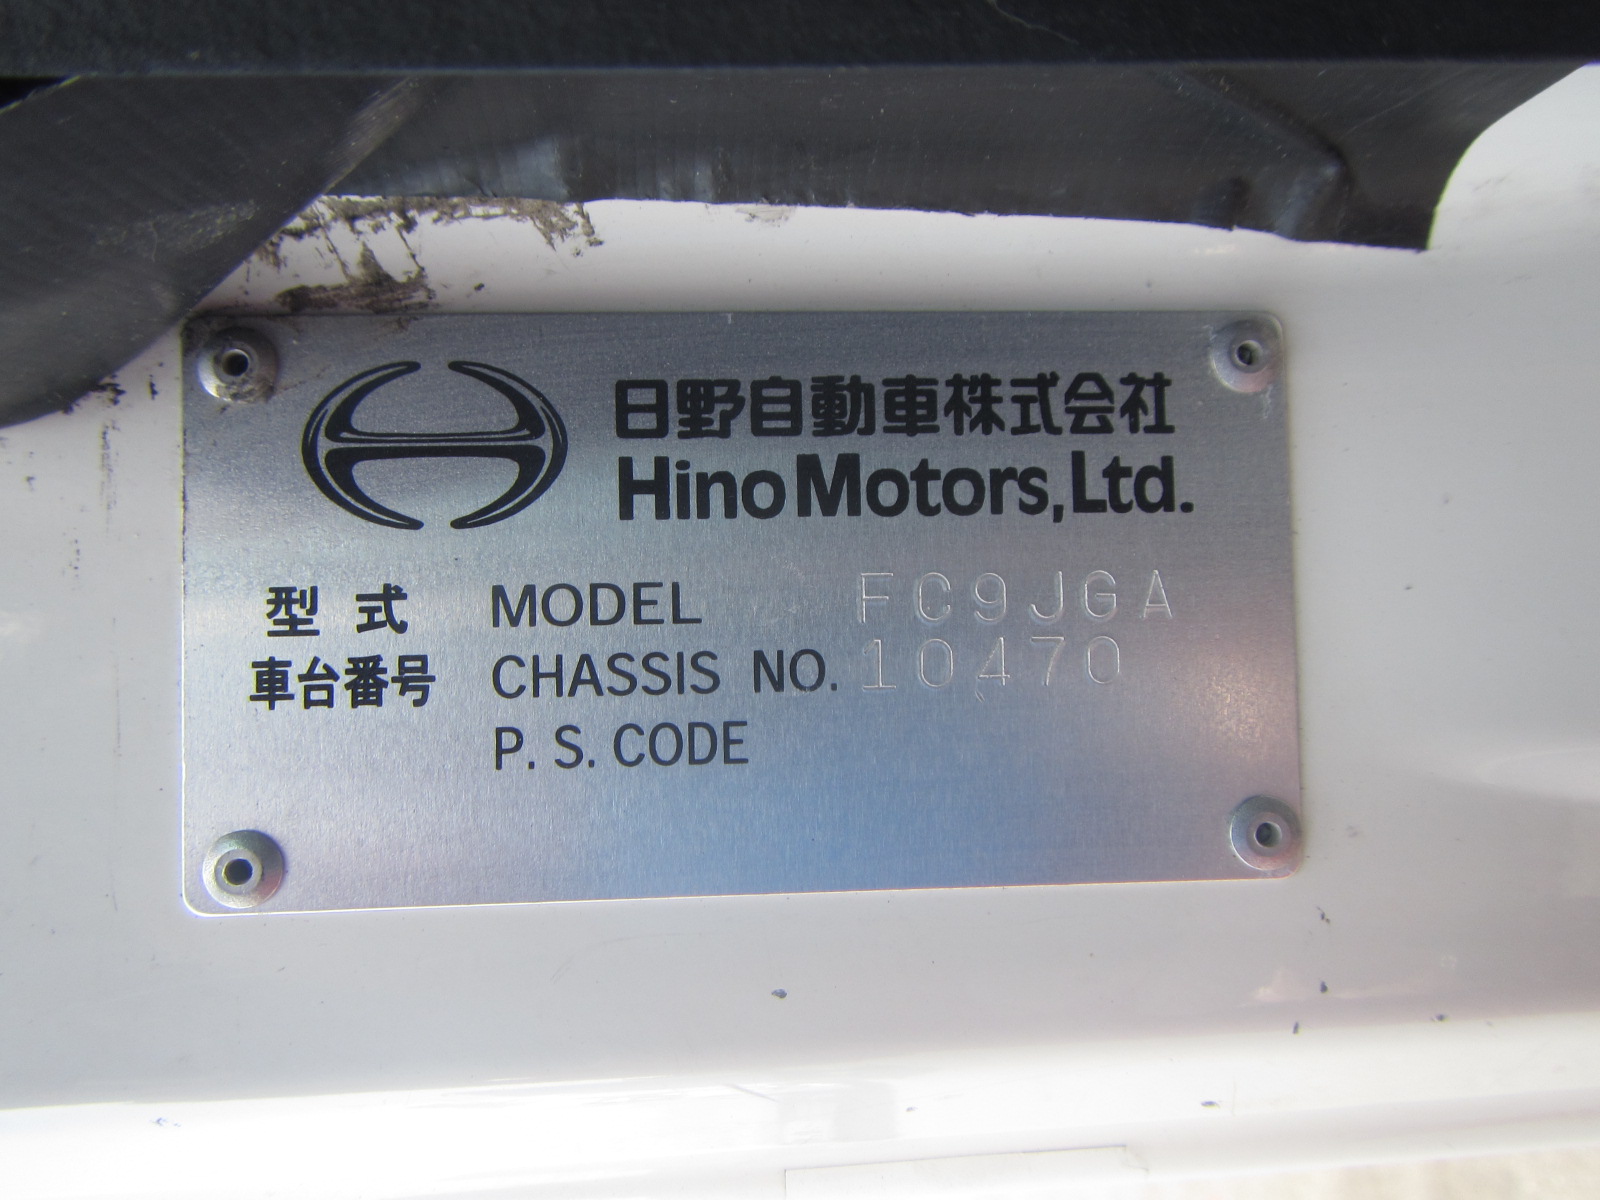 日野自動車株式会社
Hino Motors, Ltd.
型式 MODEL FC9JGA
車台番号 CHASSIS NO. 10470
P. S. CODE